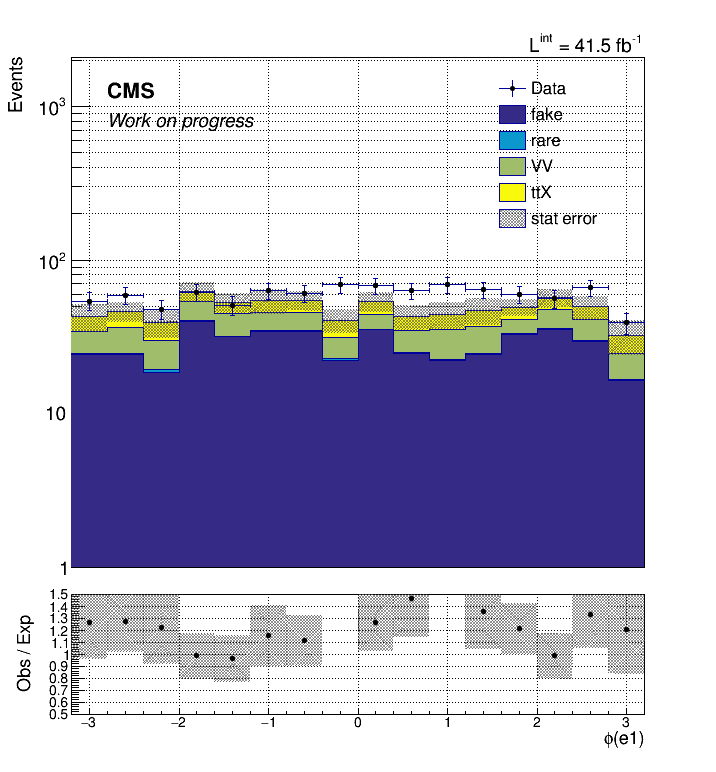 L^int = 41.5 fb^-1
Events
CMS
Work on progress
Data
fake
rare
VV
ttX
stat error
10^3
10^2
10
1
Obs / Exp
1.5
1.4
1.3
1.2
1.1
1
0.9
0.8
0.7
0.6
0.5
−3 −2 −1 0 1 2 3
ϕ(e1)